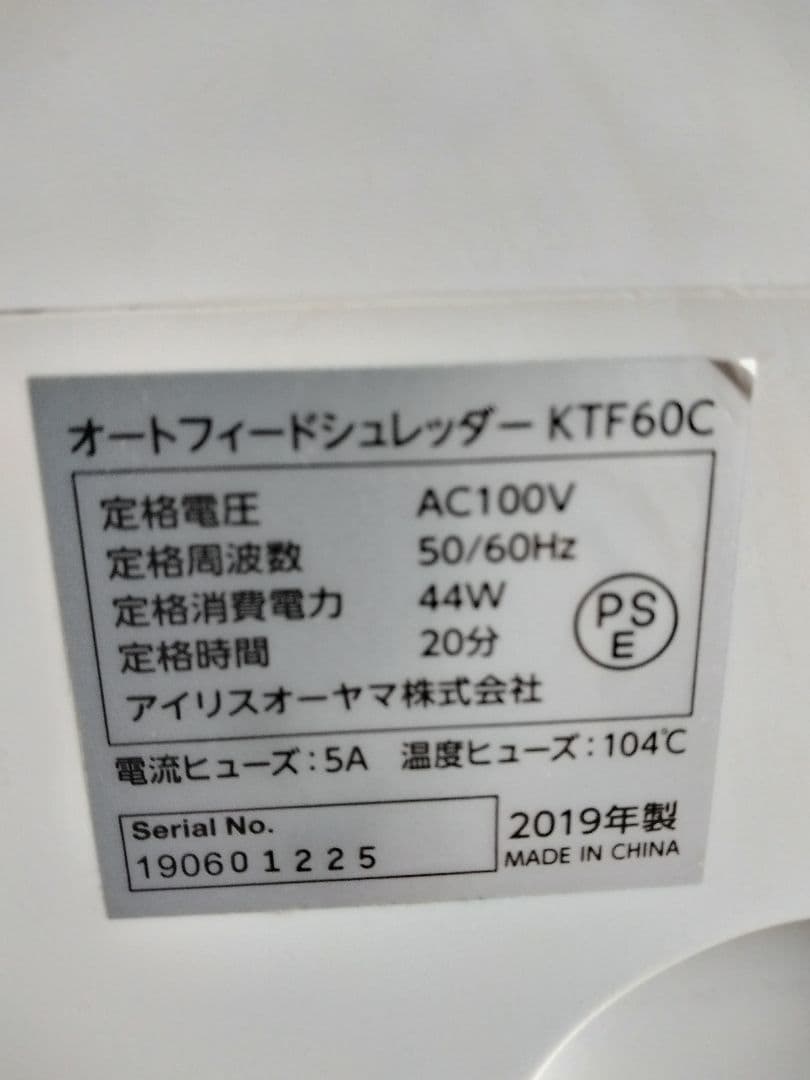 オートフィードシュレッダー KTF60C
定格電圧 AC100V
定格周波数 50/60Hz
定格消費電力 44W
定格時間 20分
PS
E
アイリスオーヤマ株式会社
電流ヒューズ:5A 温度ヒューズ:104℃
Serial No.
190601225
2019年製
MADE IN CHINA